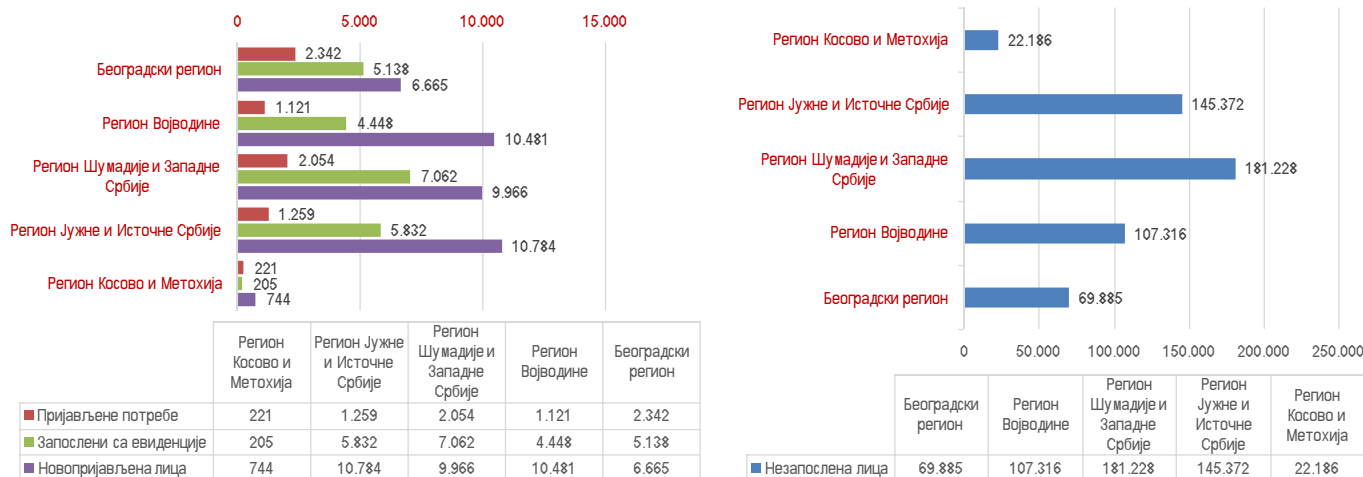 0 5.000 10.000 15.000
Београдски регион
2.342
5.138
6.665
Регион Војводине
1.121
4.448
10.481
Регион Шумадије и Западне
Србије
2.054
7.062
9.966
Регион Јужне и Источне Србије
1.259
5.832
10.784
Регион Косово и Метохија
221
205
744
Регион Косово и Метохија
Регион Јужне и Источне Србије
Регион Шумадије и Западне Србије
Регион Војводине
Београдски регион
Пријављене потребе 221 1.259 2.054 1.121 2.342
Запослени са евиденције 205 5.832 7.062 4.448 5.138
Новопријављена лица 744 10.784 9.966 10.481 6.665
Регион Косово и Метохија 22.186
Регион Јужне и Источне Србије 145.372
Регион Шумадије и Западне
Србије
181.228
Регион Војводине 107.316
Београдски регион 69.885
0 50.000 100.000 150.000 200.000 250.000
Београдски регион
Регион Војводине
Регион Шумадије и Западне Србије
Регион Јужне и Источне Србије
Регион Косово и Метохија
Незапослена лица 69.885 107.316 181.228 145.372 22.186